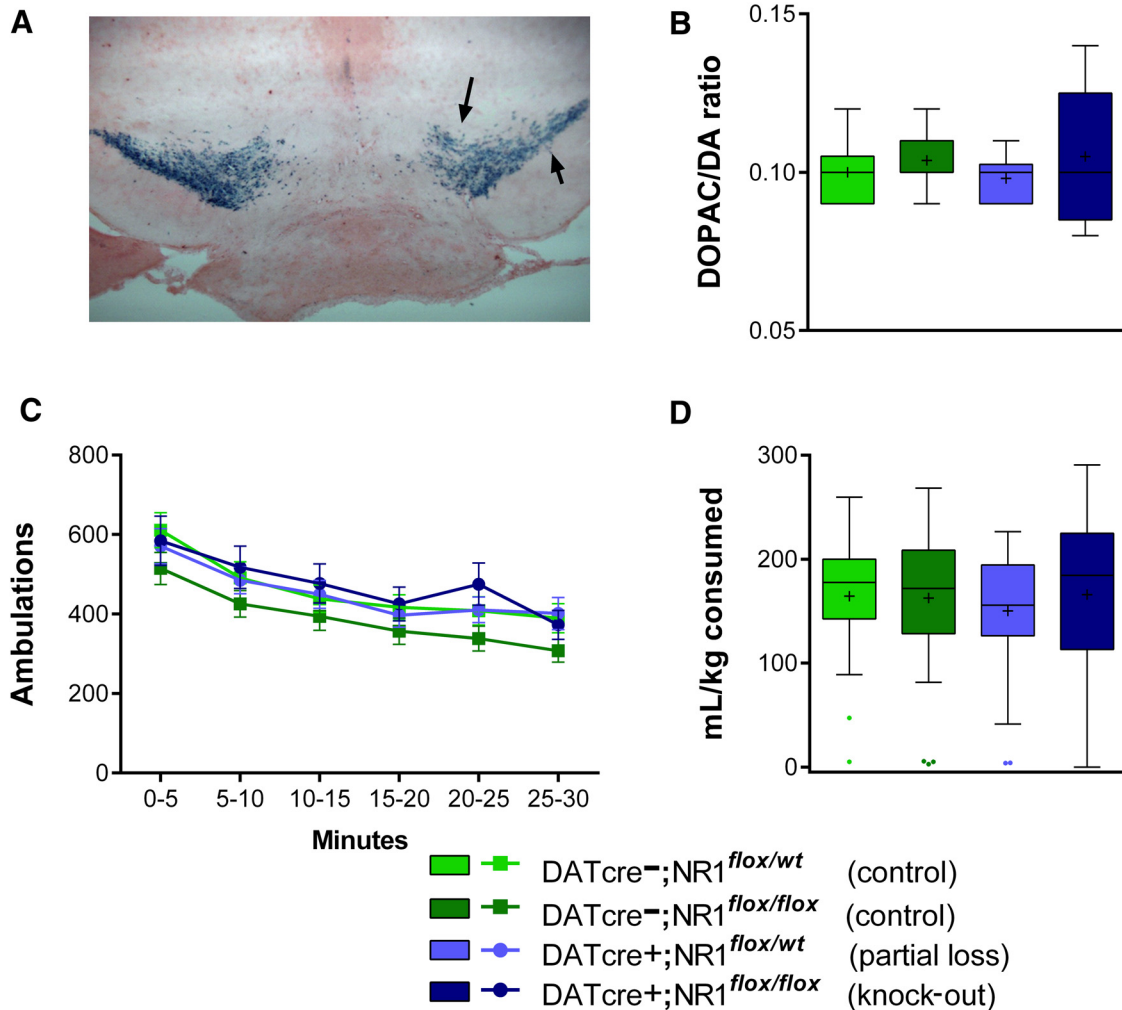 A
B
DOPAC/DA ratio
0.15
0.10
0.05
C
Ambulations
800
600
400
200
0
0-5 5-10 10-15 15-20 20-25 25-30
Minutes
D
mL/kg consumed
300
200
100
0
DATcre-;NR1flox/wt (control)
DATcre-;NR1flox/flox (control)
DATcre+;NR1flox/wt (partial loss)
DATcre+;NR1flox/flox (knock-out)